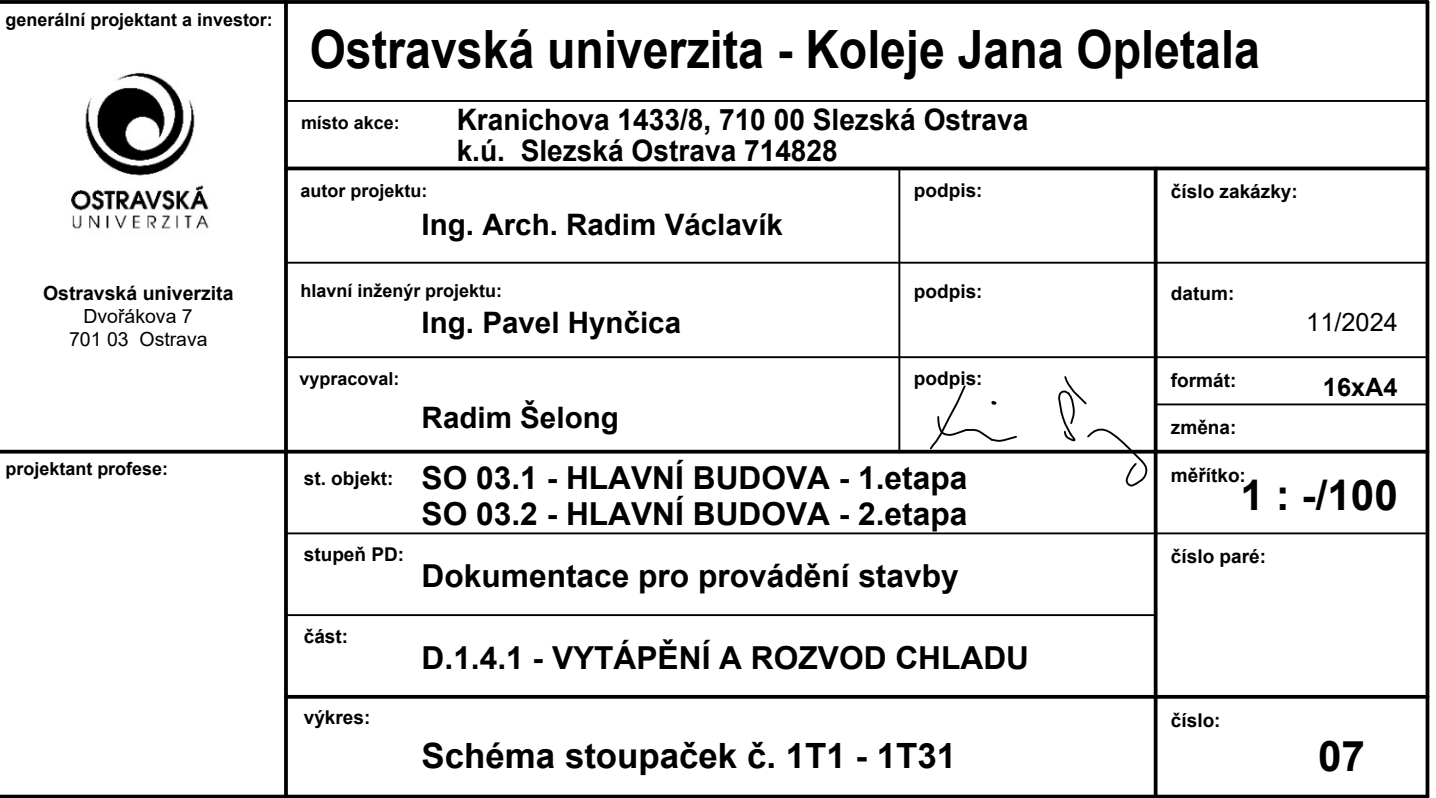 generální projektant a investor:
OSTRAVSKÁ
UNIVERZITA
Ostravská univerzita
Dvořákova 7
701 03 Ostrava
projektant profese:
Ostravská univerzita - Koleje Jana Opletala
místo akce: Kranichova 1433/8, 710 00 Slezská Ostrava
k.ú. Slezská Ostrava 714828
autor projektu: podpis: číslo zakázky:
Ing. Arch. Radim Václavík
hlavní inženýr projektu: podpis: datum:
Ing. Pavel Hynčica 11/2024
vypracoval: podpis: formát: 16xA4
Radim Šelong změna:
st. objekt: SO 03.1 - HLAVNÍ BUDOVA - 1.etapa měřítko: 1 : -/100
SO 03.2 - HLAVNÍ BUDOVA - 2.etapa
stupeň PD: Dokumentace pro provádění stavby číslo paré:
část: D.1.4.1 - VYTÁPĚNÍ A ROZVOD CHLADU
výkres: číslo:
Schéma stoupaček č. 1T1 - 1T31 07